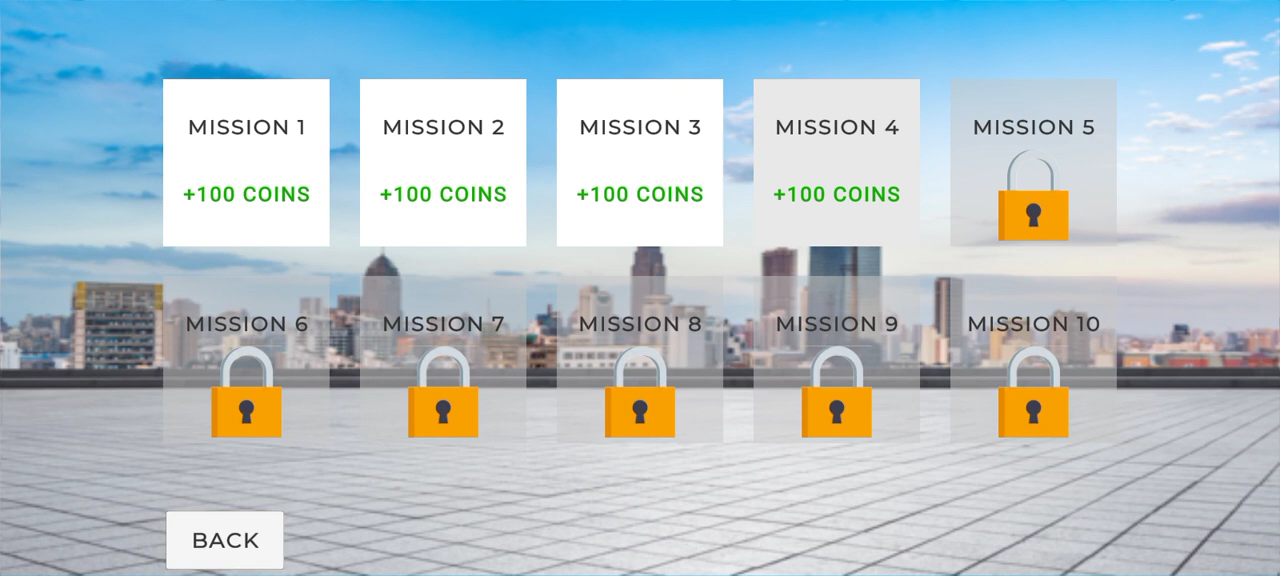 MISSION 1
+100 COINS
MISSION 2
+100 COINS
MISSION 3
+100 COINS
MISSION 4
+100 COINS
MISSION 5
MISSION 6
MISSION 7
MISSION 8
MISSION 9
MISSION 10
BACK